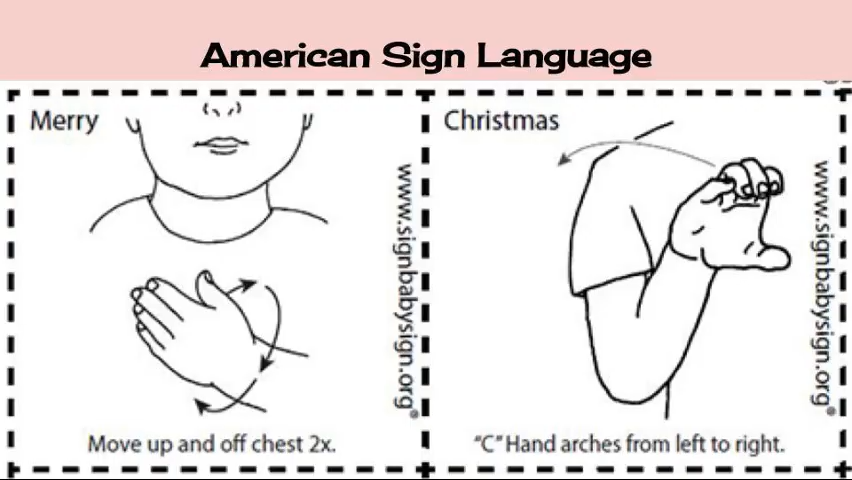 American Sign Language
Merry
www.signbabysign.org®
Move up and off chest 2x.
Christmas
www.signbabysign.org®
"C" Hand arches from left to right.